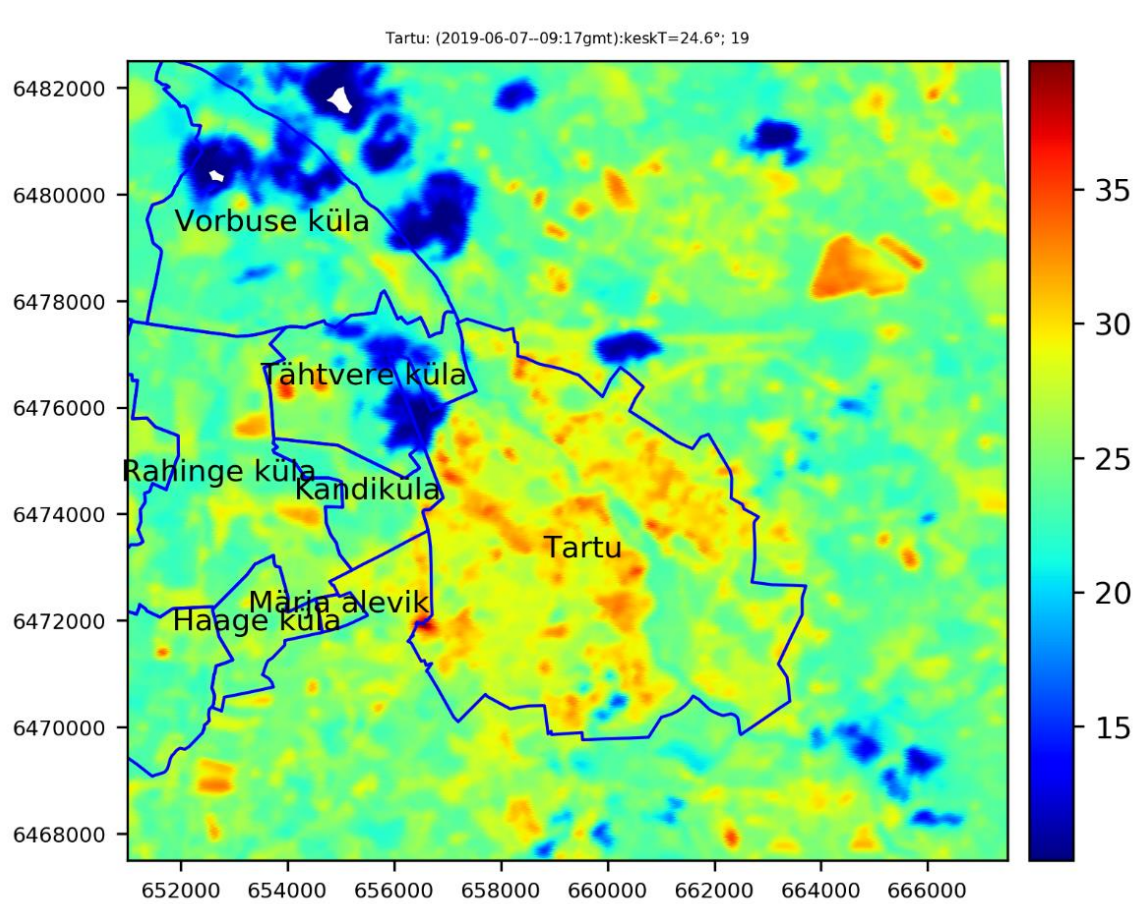 Tartu: (2019-06-07--09:17gmt):keskT=24.6°; 19
6482000
6480000
6478000
6476000
6474000
6472000
6470000
6468000
Vorbuse küla
Tähtvere küla
Rahinge küla
Kandiküla
Tartu
Märja alevik
Haage küla
35
30
25
20
15
652000 654000 656000 658000 660000 662000 664000 666000